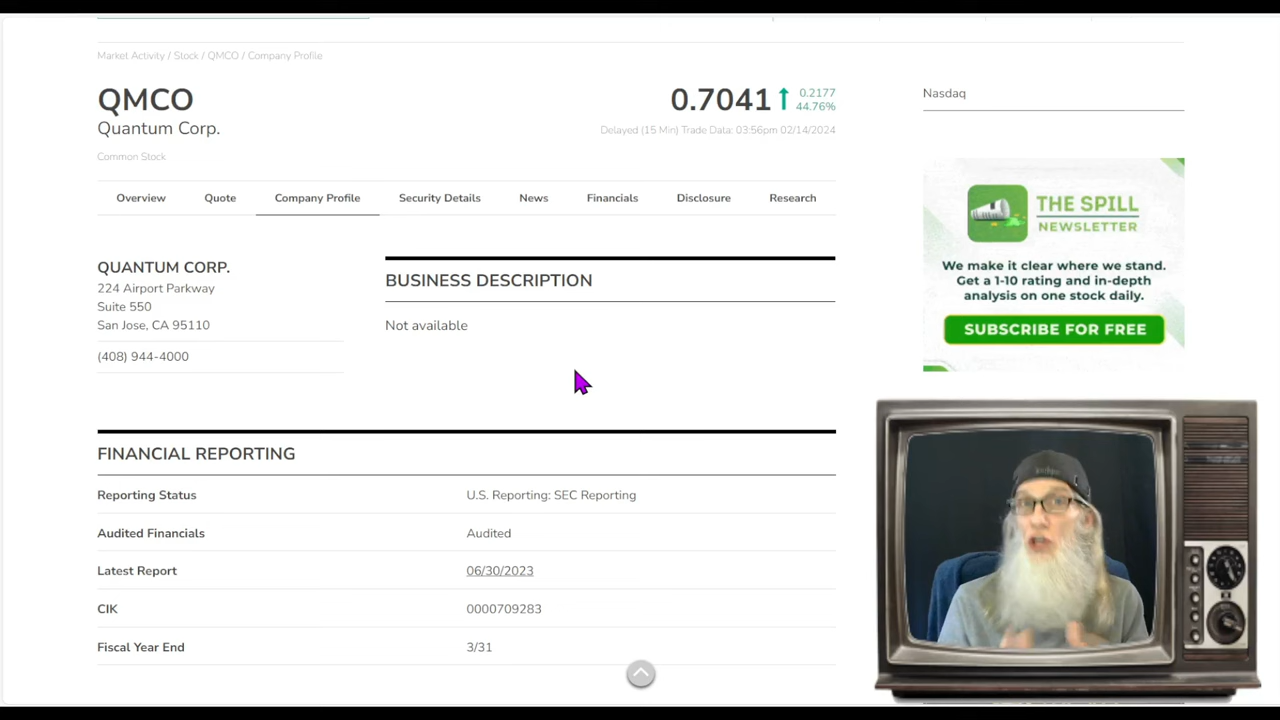 Market Activity / Stock / QMCO / Company Profile
QMCO
0.7041
0.2177
44.76%
Quantum Corp.
Delayed (15 Min) Trade Data: 03:56pm 02/14/2024
Common Stock
Nasdaq
Overview
Quote
Company Profile
Security Details
News
Financials
Disclosure
Research
THE SPILL
NEWSLETTER
We make it clear where we stand.
Get a 1-10 rating and in-depth
analysis on one stock daily.
SUBSCRIBE FOR FREE
QUANTUM CORP.
224 Airport Parkway
Suite 550
San Jose, CA 95110
(408) 944-4000
BUSINESS DESCRIPTION
Not available
FINANCIAL REPORTING
Reporting Status U.S. Reporting: SEC Reporting
Audited Financials Audited
Latest Report 06/30/2023
CIK 0000709283
Fiscal Year End 3/31